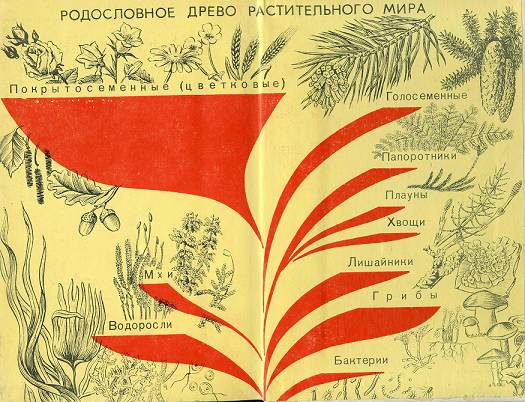 РОДОСЛОВНОЕ ДРЕВО РАСТИТЕЛЬНОГО МИРА
Покрытосеменные (цветковые)
Голосеменные
Папоротники
Плауны
Хвощи
Лишайники
Мхи
Грибы
Водоросли
Бактерии